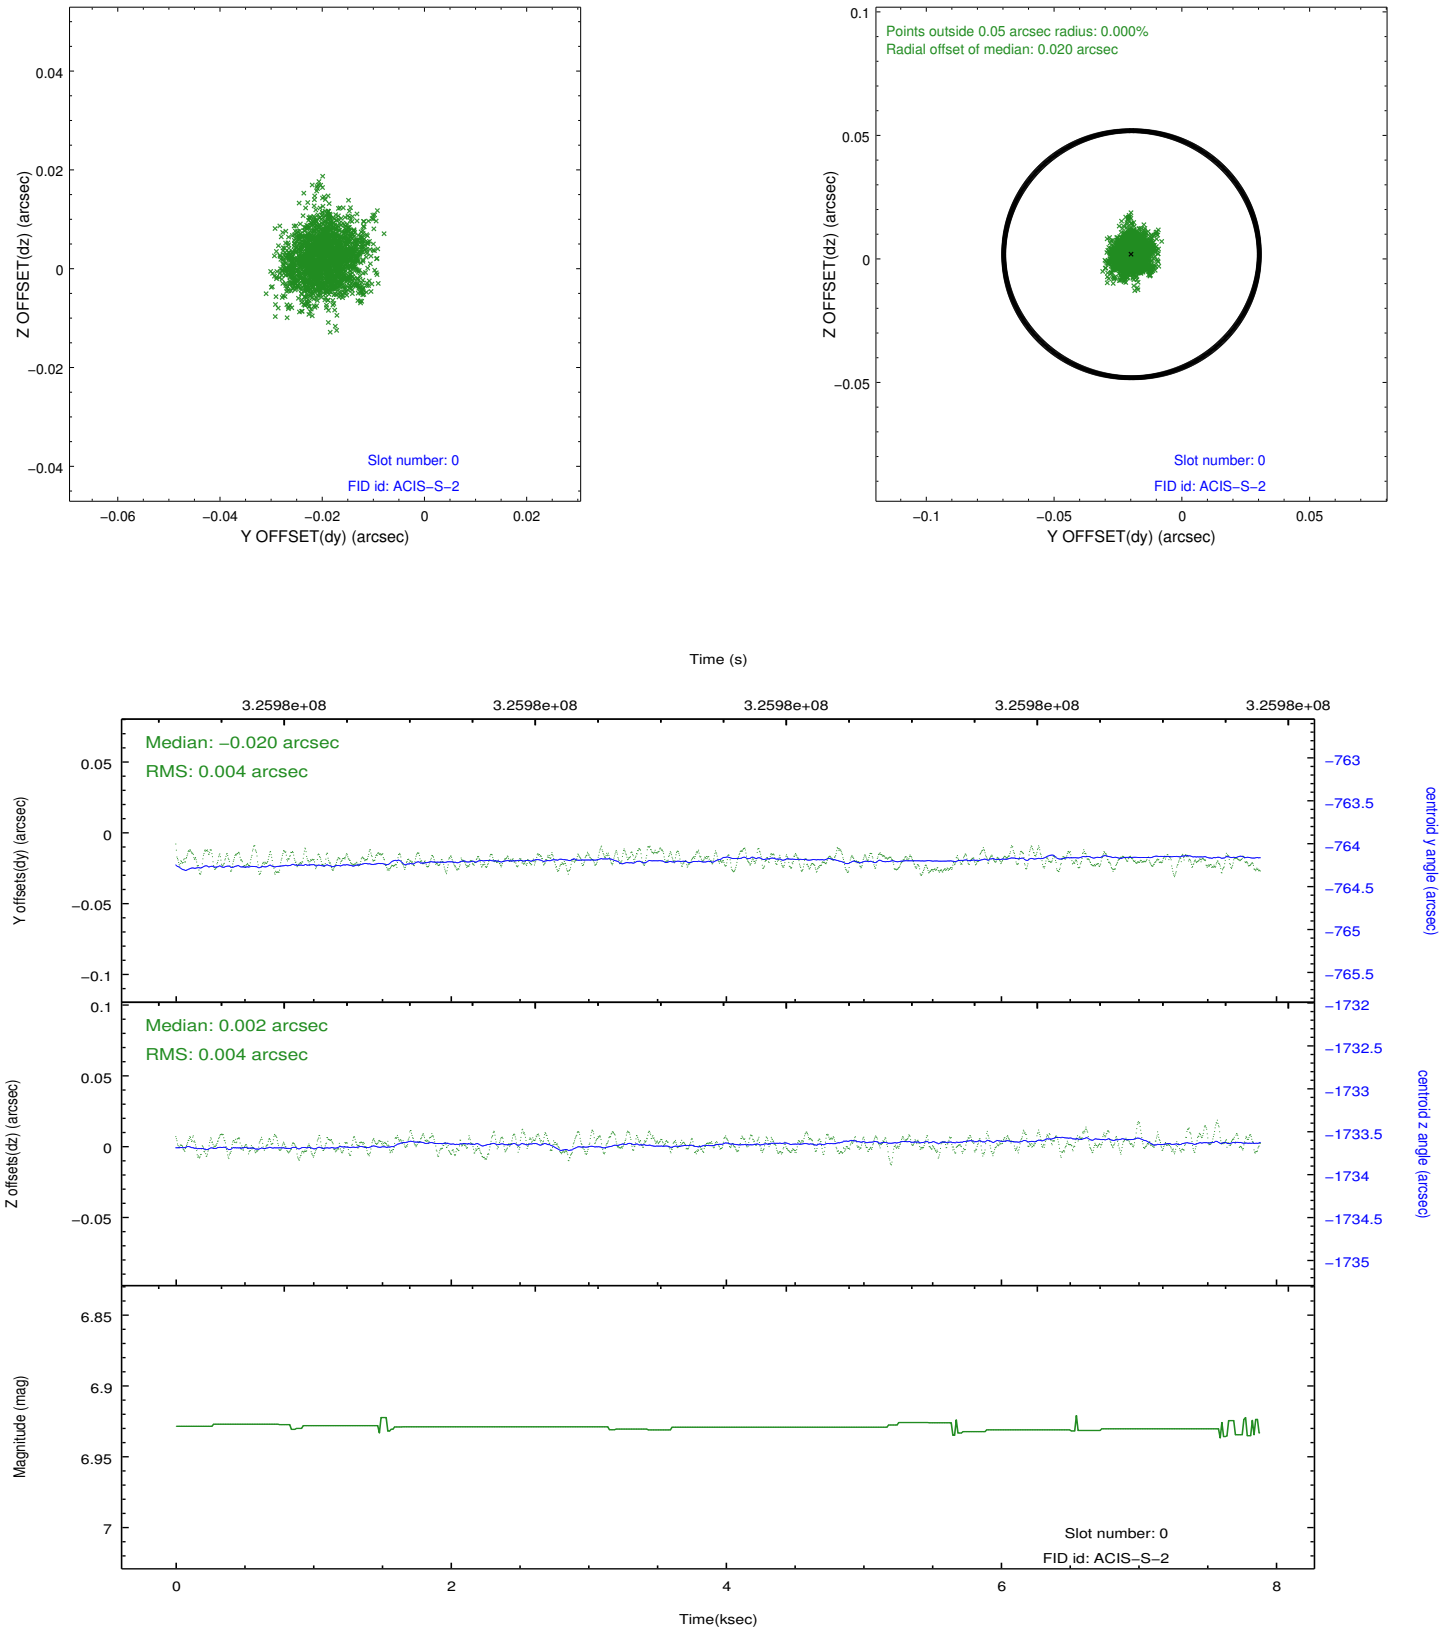 0.04
0.02
0
−0.02
−0.04
Z OFFSET(dz) (arcsec)
Slot number: 0
FID id: ACIS−S−2
−0.06
−0.04
−0.02
0
0.02
Y OFFSET(dy) (arcsec)
Points outside 0.05 arcsec radius: 0.000%
Radial offset of median: 0.020 arcsec
0.1
0.05
0
−0.05
Z OFFSET(dz) (arcsec)
Slot number: 0
FID id: ACIS−S−2
−0.1
−0.05
0
0.05
Y OFFSET(dy) (arcsec)
Time (s)
3.2598e+08
3.2598e+08
3.2598e+08
3.2598e+08
3.2598e+08
Median: −0.020 arcsec
RMS: 0.004 arcsec
0.05
0
−0.05
−0.1
Y offsets(dy) (arcsec)
−763
−763.5
−764
−764.5
−765
−765.5
centroid y angle (arcsec)
Median: 0.002 arcsec
RMS: 0.004 arcsec
0.1
0.05
0
−0.05
Z offsets(dz) (arcsec)
−1732
−1732.5
−1733
−1733.5
−1734
−1734.5
−1735
centroid z angle (arcsec)
6.85
6.9
6.95
7
Magnitude (mag)
Slot number: 0
FID id: ACIS−S−2
0
2
4
6
8
Time(ksec)